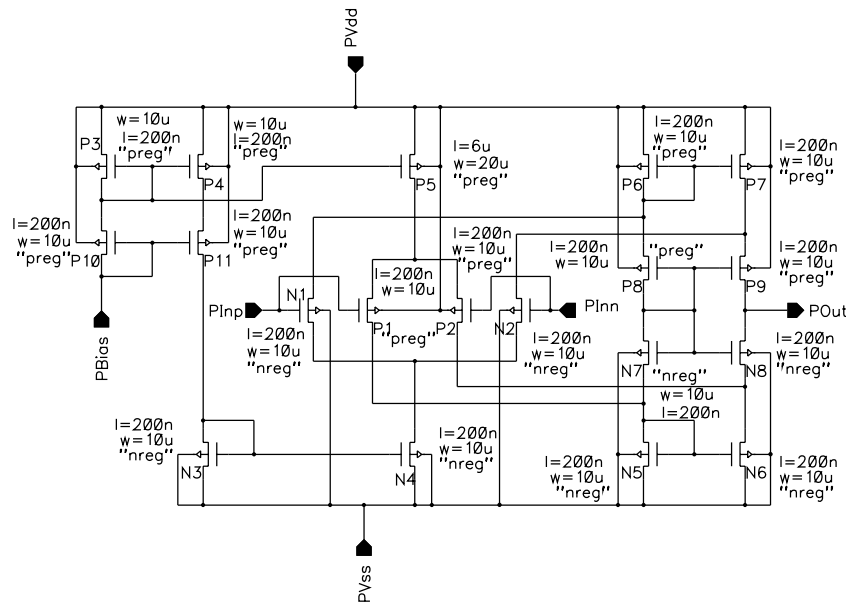 PVdd
w=10u
l=200n
"preg"
P3
w=10u
l=200n
"preg"
P4
l=6u
w=20u
"preg"
P5
l=200n
w=10u
"preg"
P6
l=200n
w=10u
"preg"
P7
l=200n
w=10u
"preg"
P10
l=200n
w=10u
"preg"
P11
l=200n
w=10u
"preg"
l=200n
w=10u
"preg"
P8
l=200n
w=10u
"preg"
P9
l=200n
w=10u
PInp
N1
P1
"preg"
P2
N2
PInn
POut
l=200n
w=10u
"nreg"
l=200n
w=10u
"nreg"
PBias
N7
"nreg"
w=10u
l=200n
l=200n
w=10u
"nreg"
N8
l=200n
w=10u
"nreg"
N3
l=200n
w=10u
"nreg"
N4
l=200n
w=10u
"nreg"
N5
l=200n
w=10u
"nreg"
N6
PVss